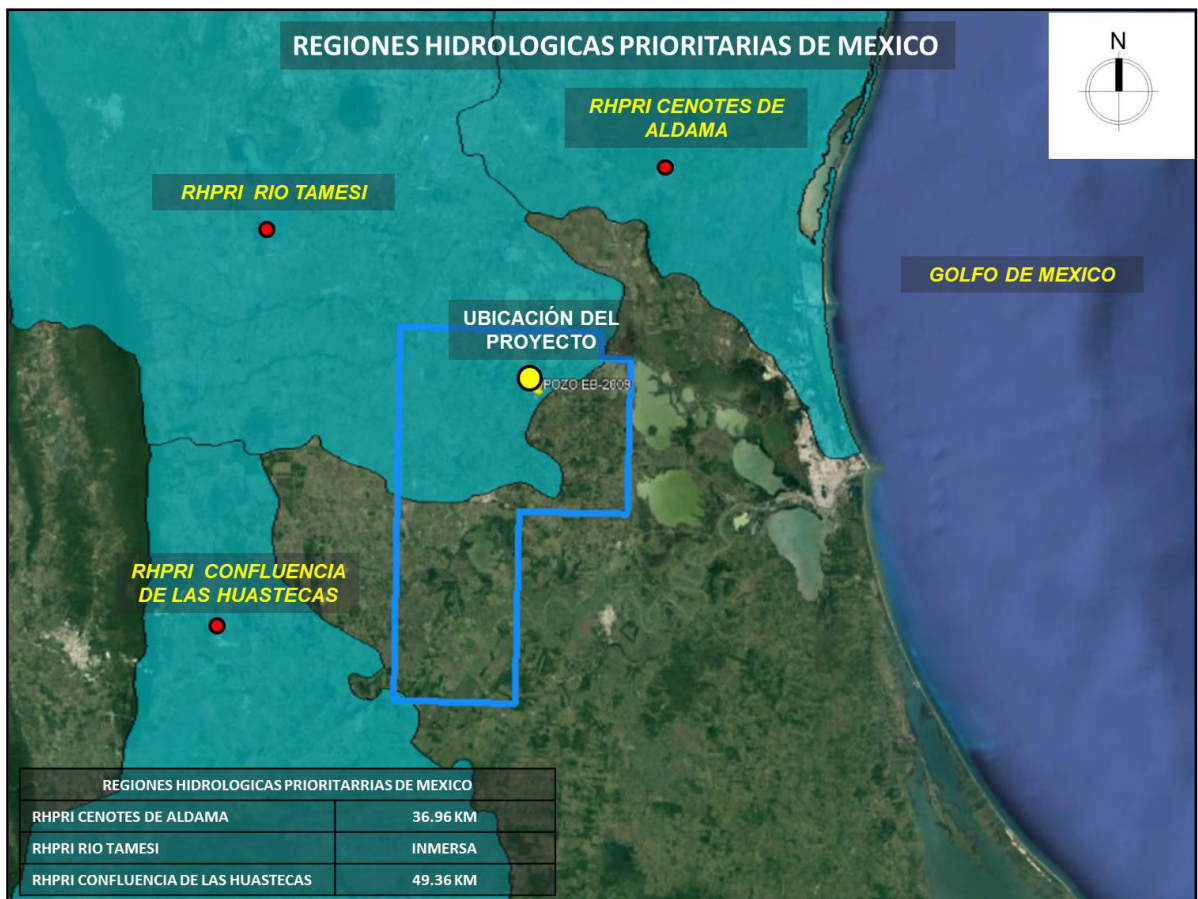 REGIONES HIDROLOGICAS PRIORITARIAS DE MEXICO
N
RHPRI CENOTES DE
ALDAMA
RHPRI RIO TAMESI
GOLFO DE MEXICO
UBICACIÓN DEL
PROYECTO
POZO EB-2609
RHPRI CONFLUENCIA
DE LAS HUASTECAS
REGIONES HIDROLOGICAS PRIORITARRIAS DE MEXICO
RHPRI CENOTES DE ALDAMA 36.96 KM
RHPRI RIO TAMESI INMERSA
RHPRI CONFLUENCIA DE LAS HUASTECAS 49.36 KM